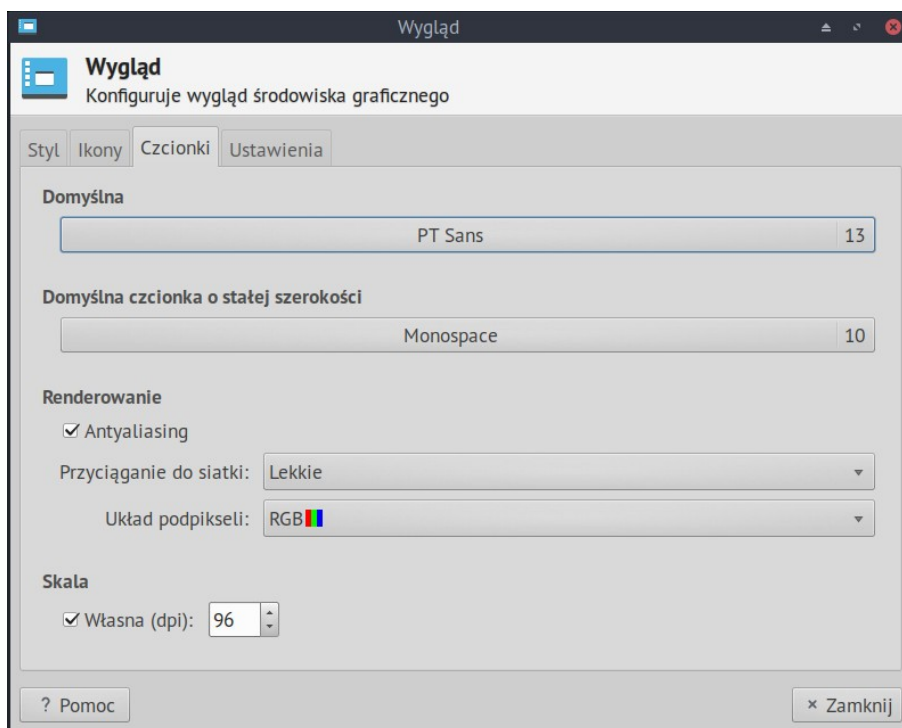 Wygląd
Wygląd
Konfiguruje wygląd środowiska graficznego
Styl Ikony Czcionki Ustawienia
Domyślna
PT Sans 13
Domyślna czcionka o stałej szerokości
Monospace 10
Renderowanie
Antyaliasing
Przyciąganie do siatki: Lekkie
Układ podpikseli: RGB
Skala
Własna (dpi): 96
? Pomoc × Zamknij